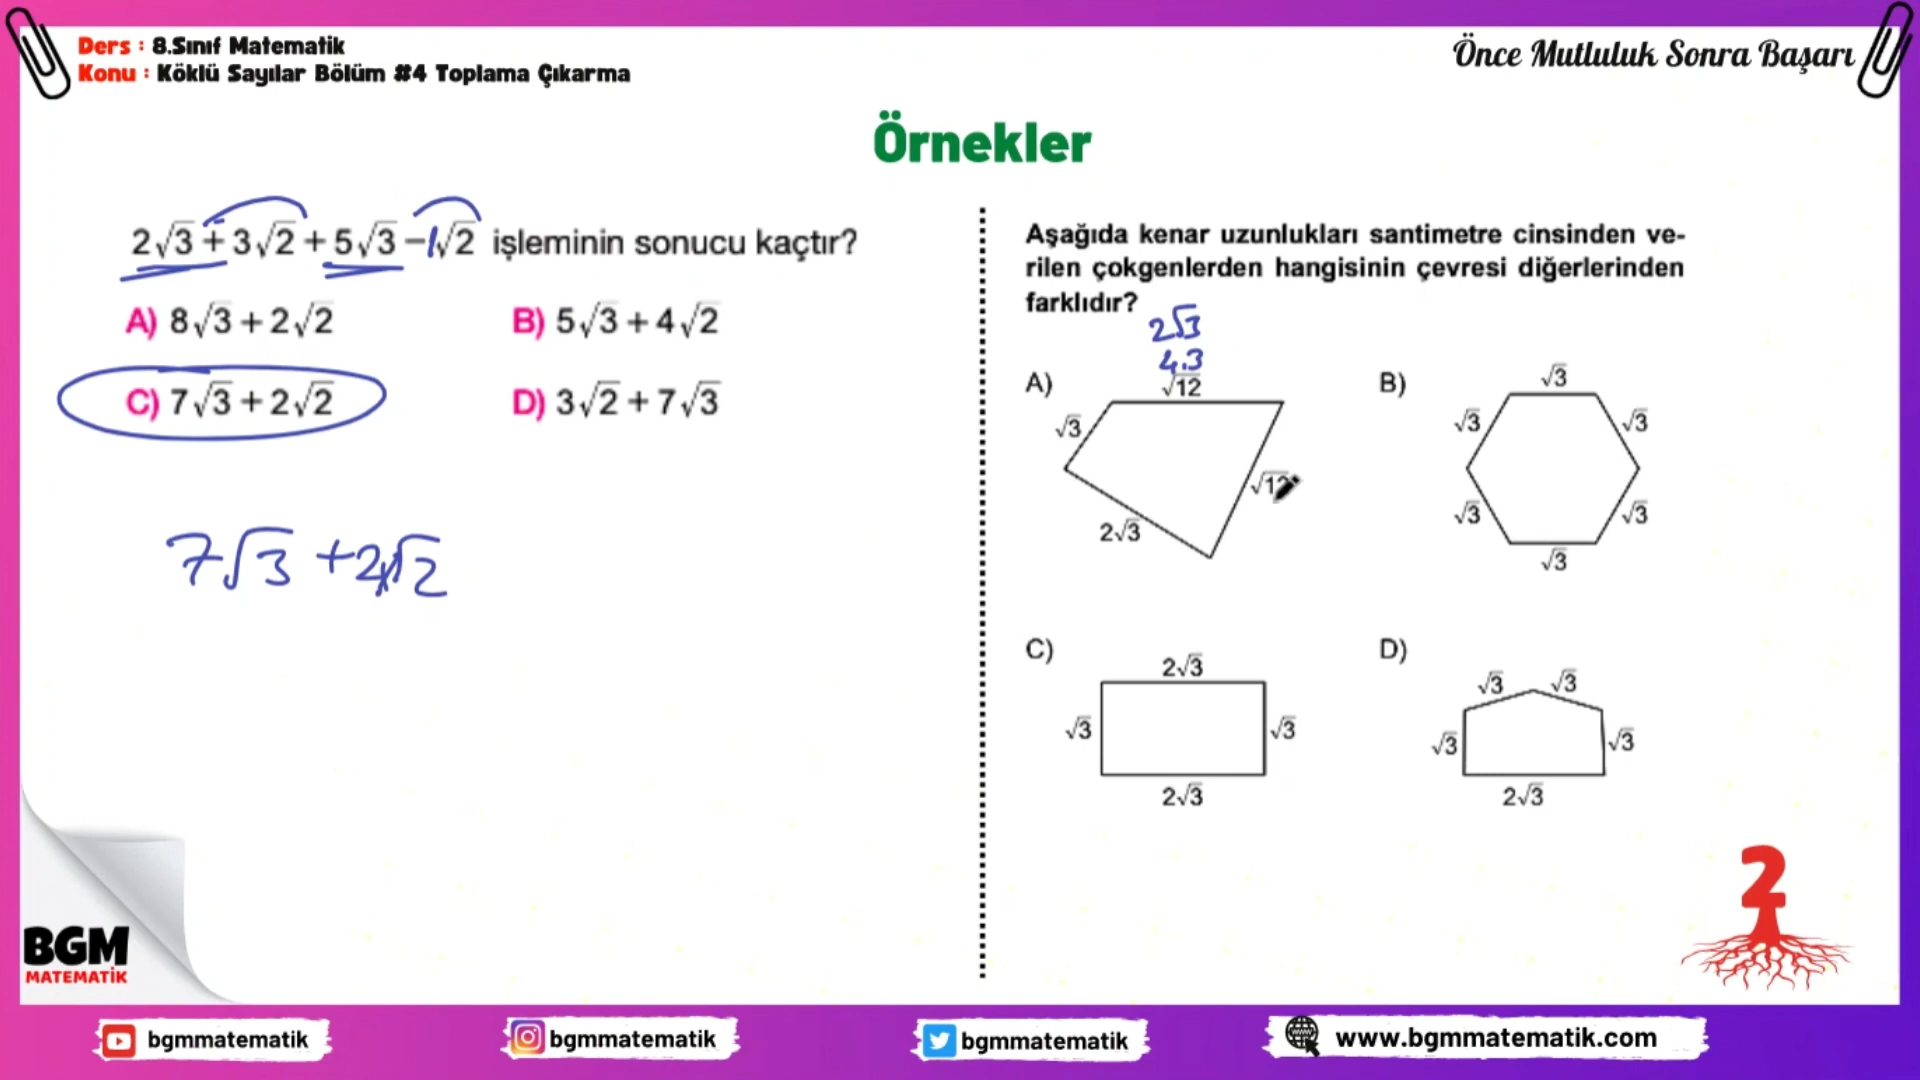 Ders : 8.Sınıf Matematik
Konu : Köklü Sayılar Bölüm #4 Toplama Çıkarma
Önce Mutluluk Sonra Başarı
Örnekler
2√3 + 3√2 + 5√3 − 1√2 işleminin sonucu kaçtır?
A) 8√3 + 2√2
B) 5√3 + 4√2
C) 7√3 + 2√2
D) 3√2 + 7√3
7√3 + 2√2
Aşağıda kenar uzunlukları santimetre cinsinden ve-
rilen çokgenlerden hangisinin çevresi diğerlerinden
farklıdır?
2√3
4.3
A)
√12
√3
√12
2√3
B)
√3
√3
√3
√3
√3
√3
C)
2√3
√3
√3
2√3
D)
√3
√3
√3
√3
2√3
2
BGM
MATEMATİK
bgmmatematik
bgmmatematik
bgmmatematik
www.bgmmatematik.com